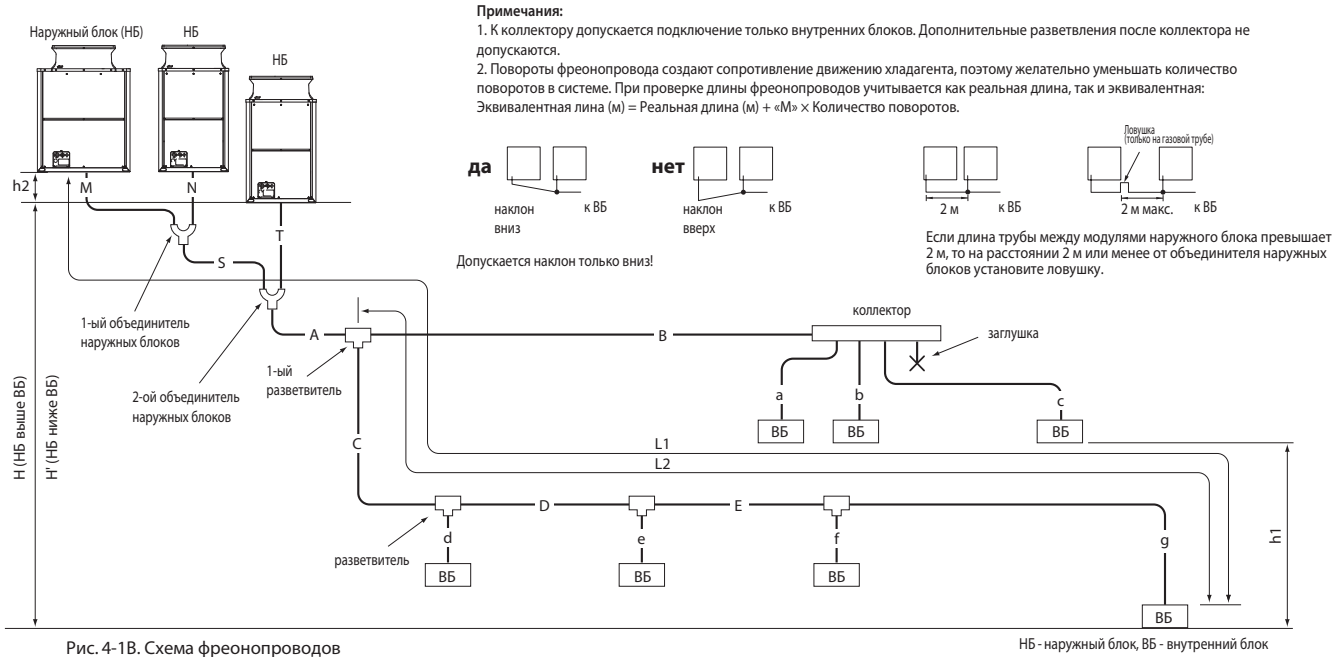 Примечания:
1. К коллектору допускается подключение только внутренних блоков. Дополнительные разветвления после коллектора не
допускаются.
2. Повороты фреонопровода создают сопротивление движению хладагента, поэтому желательно уменьшать количество
поворотов в системе. При проверке длины фреонопроводов учитывается как реальная длина, так и эквивалентная:
Эквивалентная лина (м) = Реальная длина (м) + «М» × Количество поворотов.
Наружный блок (НБ)
НБ
НБ
h2
M
N
T
S
да
наклон
вниз
к ВБ
нет
наклон
вверх
к ВБ
Допускается наклон только вниз!
2 м
к ВБ
Ловушка
(только на газовой трубе)
2 м макс.
к ВБ
Если длина трубы между модулями наружного блока превышает
2 м, то на расстоянии 2 м или менее от объединителя наружных
блоков установите ловушку.
1-ый объединитель
наружных блоков
2-ой объединитель
наружных блоков
A
1-ый
разветвитель
B
коллектор
заглушка
a
b
c
ВБ
ВБ
ВБ
H (НБ выше ВБ)
H' (НБ ниже ВБ)
C
L1
L2
D
E
d
e
f
g
h1
разветвитель
ВБ
ВБ
ВБ
ВБ
Рис. 4-1В. Схема фреонопроводов
НБ - наружный блок, ВБ - внутренний блок